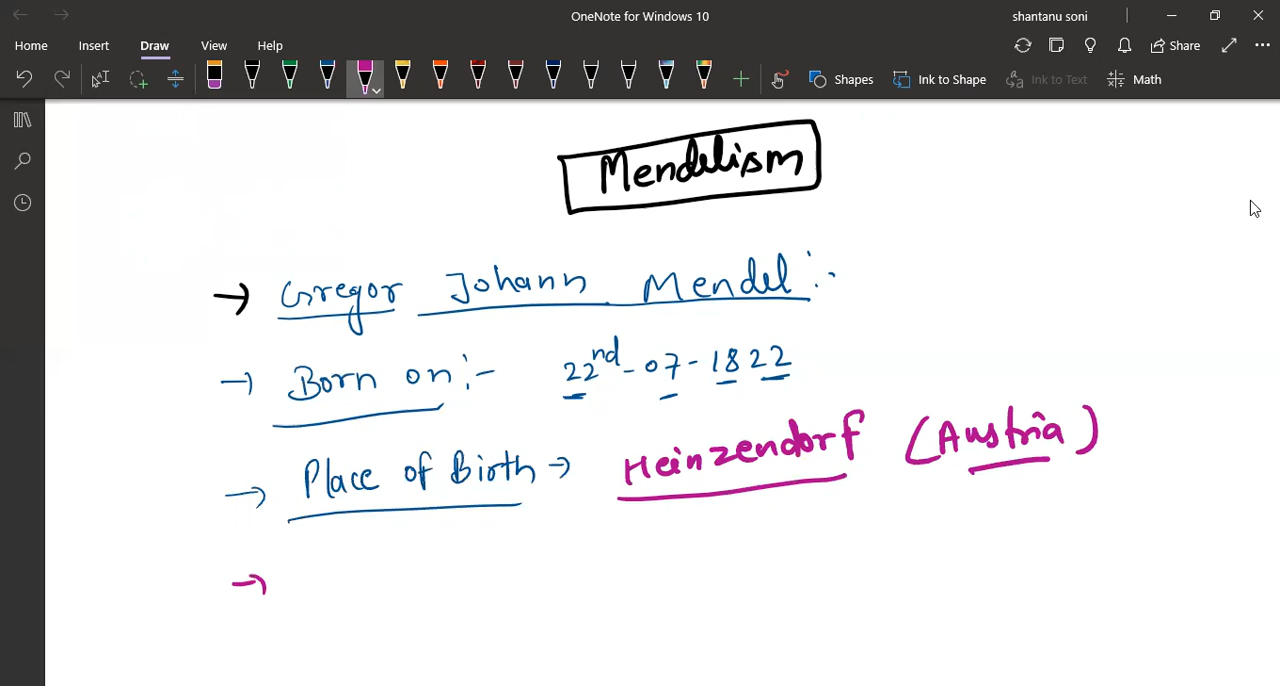 OneNote for Windows 10
shantanu soni
Home Insert Draw View Help
Share
Shapes Ink to Shape Ink to Text Math
Mendelism
→ Gregor Johann Mendel :-
→ Born on :- 22nd - 07 - 1822
→ Place of Birth → Heinzendorf (Austria)
→